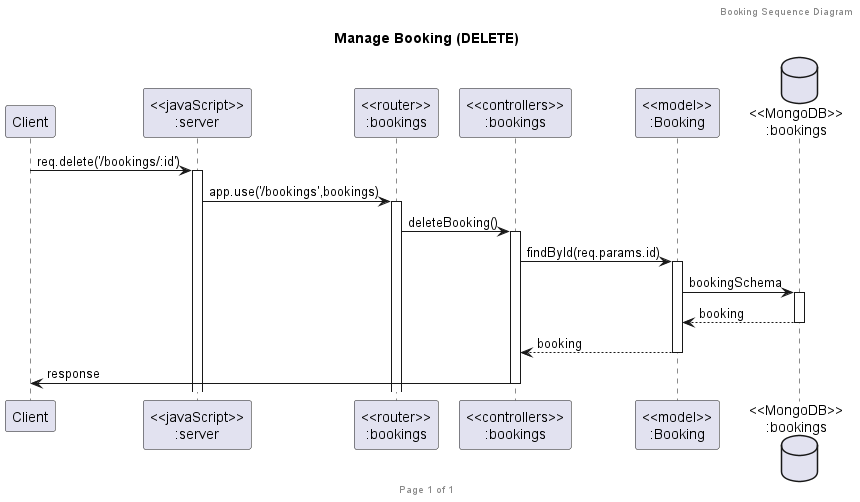 Booking Sequence Diagram
Manage Booking (DELETE)
Client
<<javaScript>>
:server
<<router>>
:bookings
<<controllers>>
:bookings
<<model>>
:Booking
<<MongoDB>>
:bookings
req.delete('/bookings/:id')
app.use('/bookings',bookings)
deleteBooking()
findById(req.params.id)
bookingSchema
booking
booking
response
Client
<<javaScript>>
:server
<<router>>
:bookings
<<controllers>>
:bookings
<<model>>
:Booking
<<MongoDB>>
:bookings
Page 1 of 1